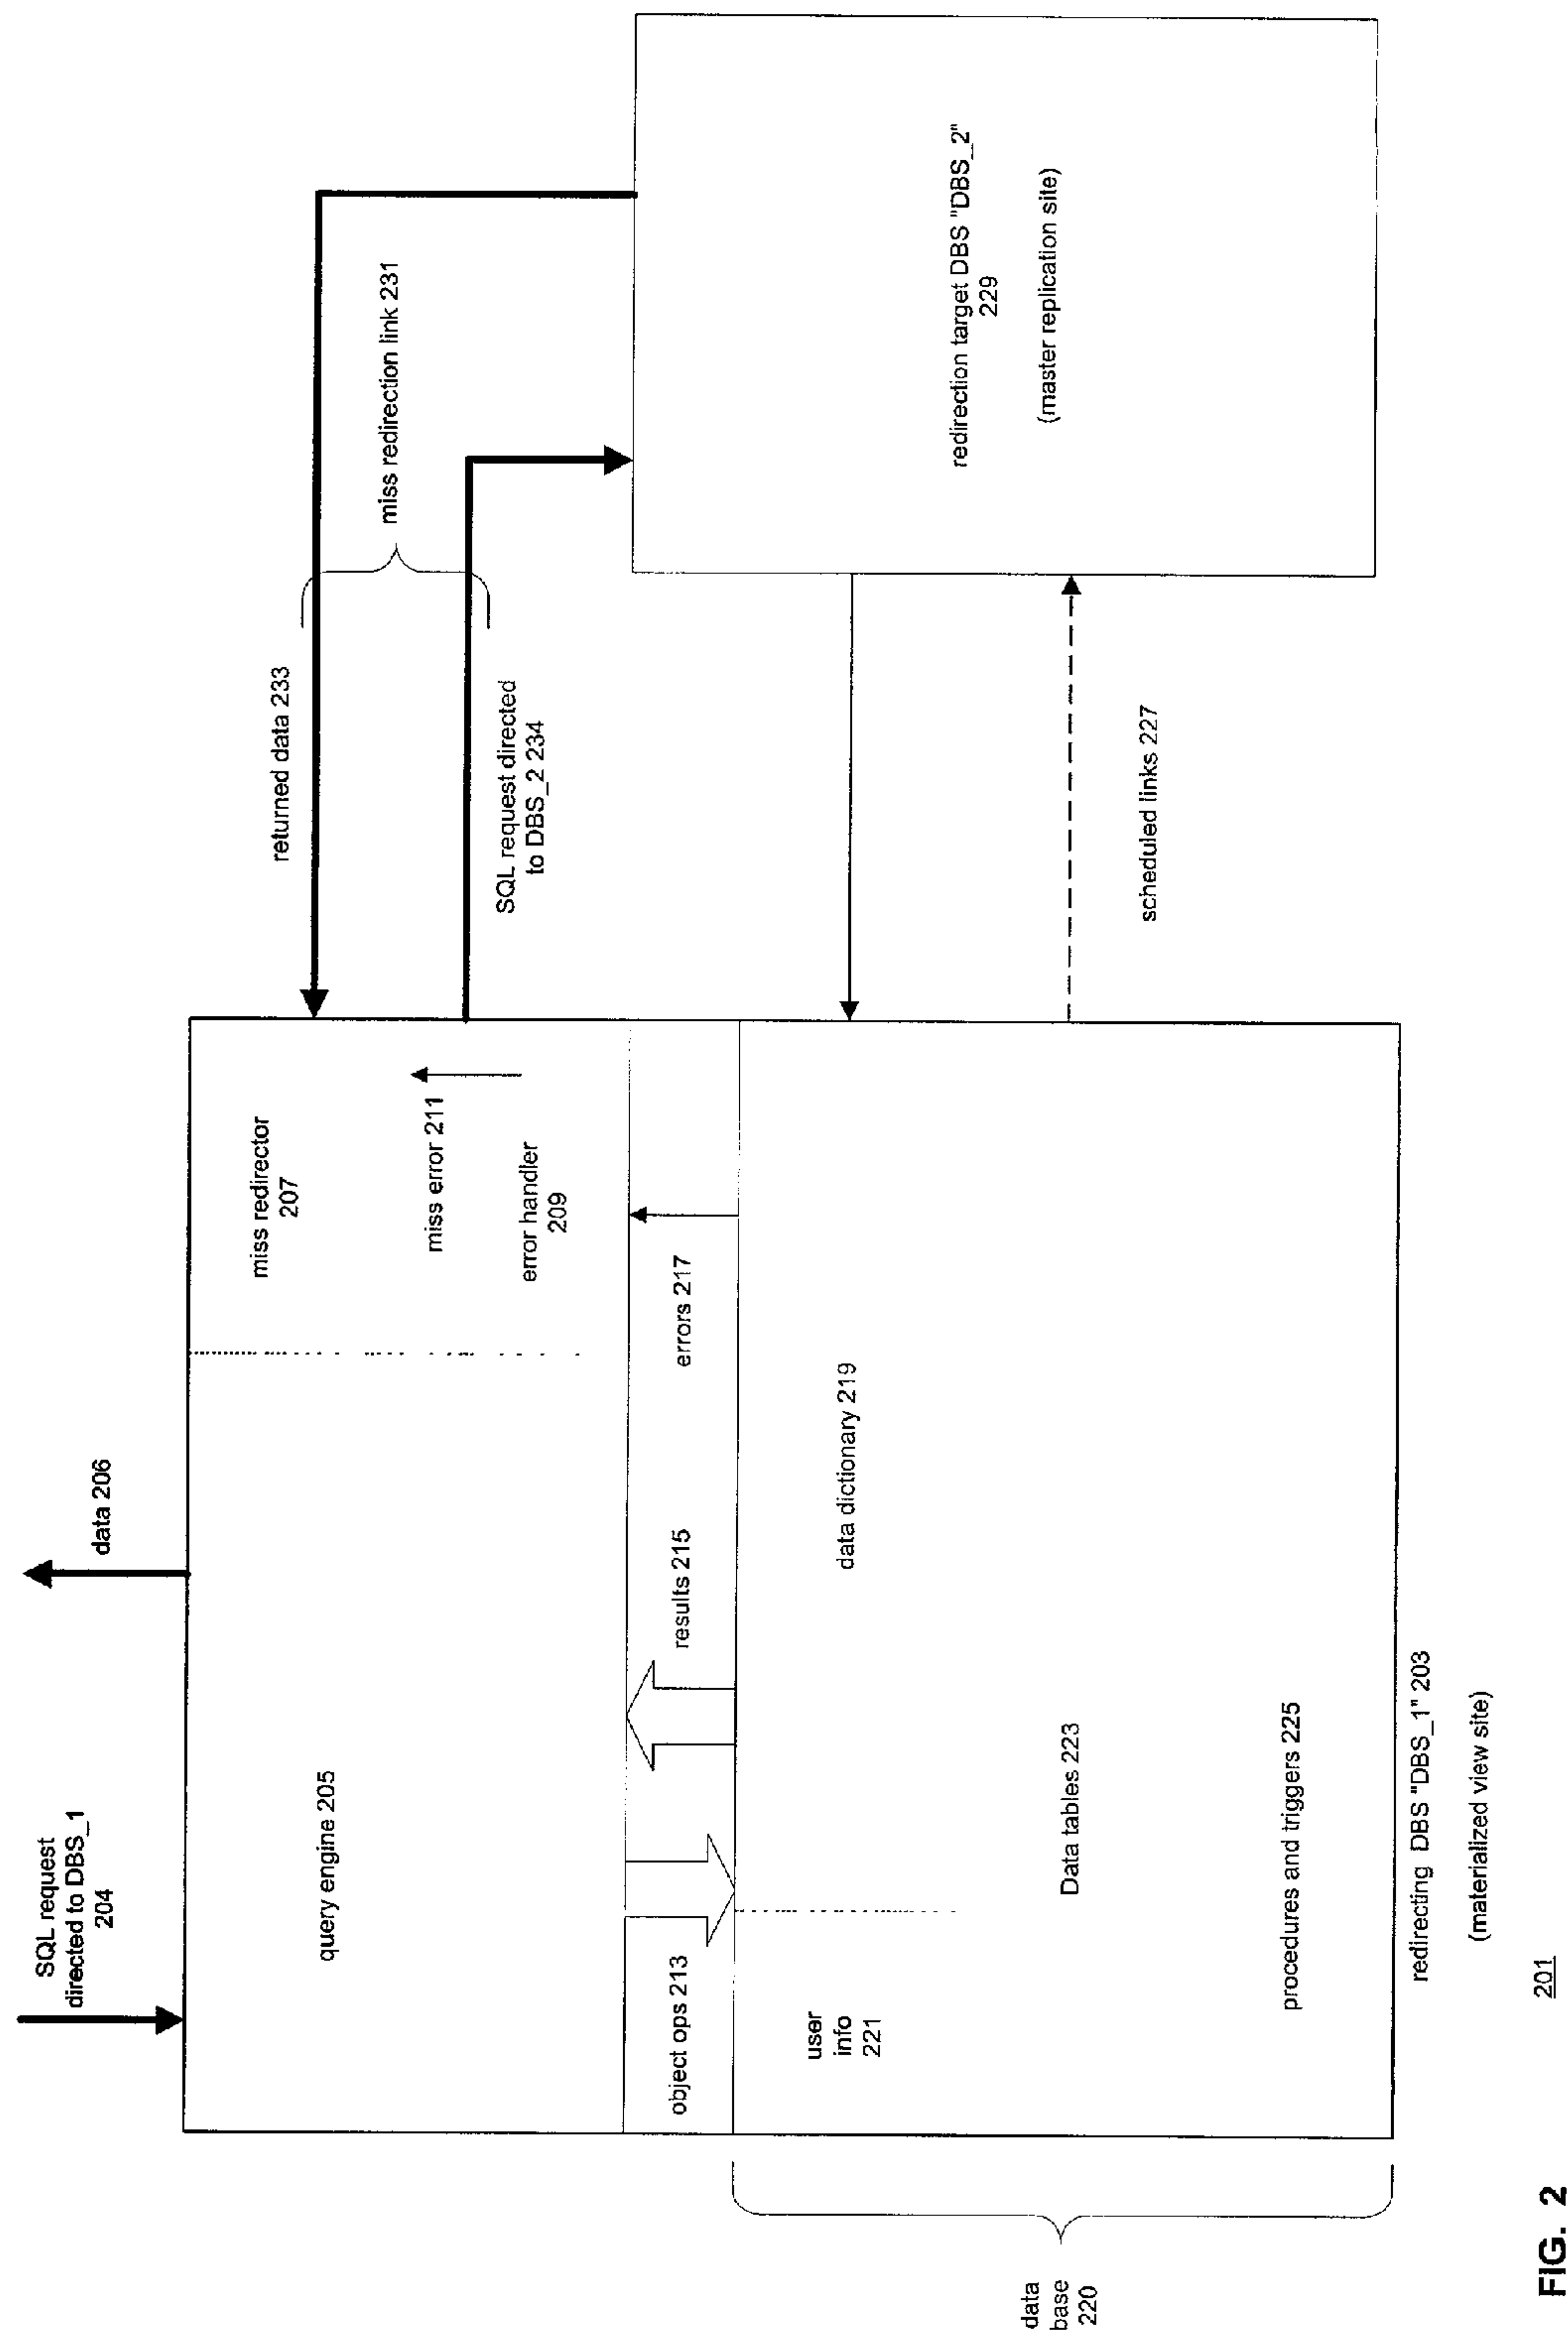 SQL request
directed to DBS_1
204
data 206
query engine 205
miss redirector
207
miss error 211
error handler
209
returned data 233
miss redirection link 231
SQL request directed
to DBS_2 234
object ops 213
results 215
errors 217
user
info
221
data dictionary 219
Data tables 223
procedures and triggers 225
data
base
220
redirection target DBS "DBS_2"
229
(master replication site)
scheduled links 227
redirecting DBS "DBS_1" 203
(materialized view site)
201
FIG. 2